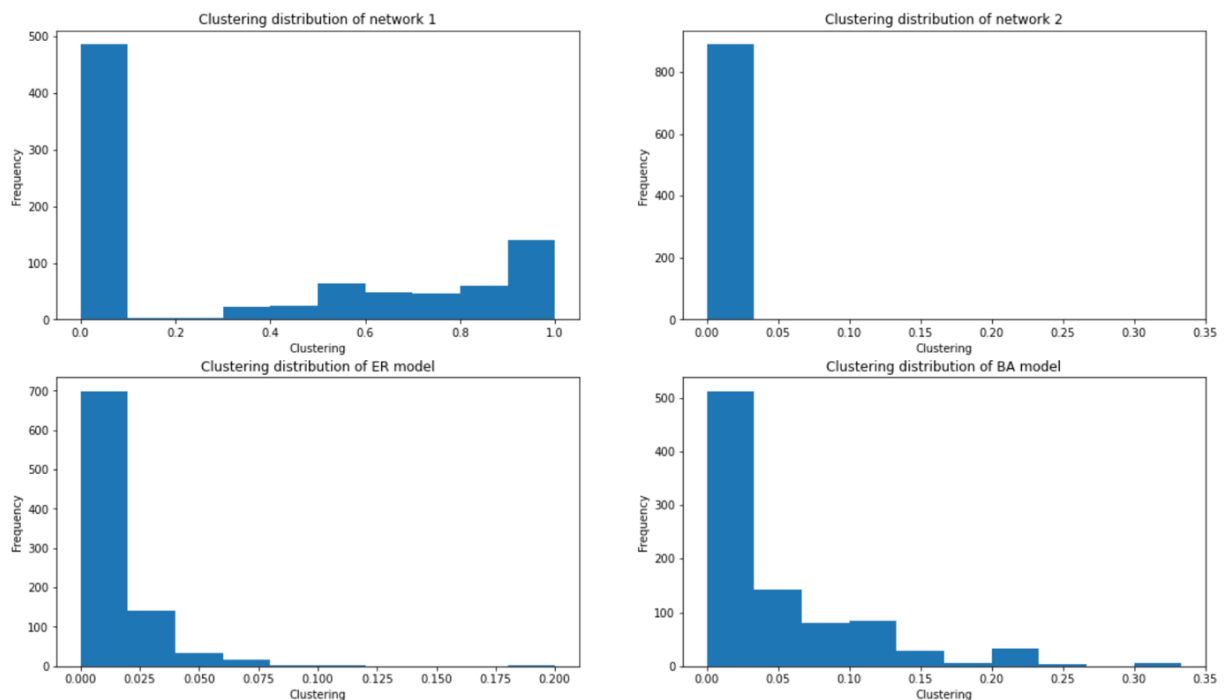 Clustering distribution of network 1
500
400
300
200
100
0
Frequency
0.0 0.2 0.4 0.6 0.8 1.0
Clustering
Clustering distribution of network 2
800
600
400
200
0
Frequency
0.00 0.05 0.10 0.15 0.20 0.25 0.30 0.35
Clustering
Clustering distribution of ER model
700
600
500
400
300
200
100
0
Frequency
0.000 0.025 0.050 0.075 0.100 0.125 0.150 0.175 0.200
Clustering
Clustering distribution of BA model
500
400
300
200
100
0
Frequency
0.00 0.05 0.10 0.15 0.20 0.25 0.30 0.35
Clustering